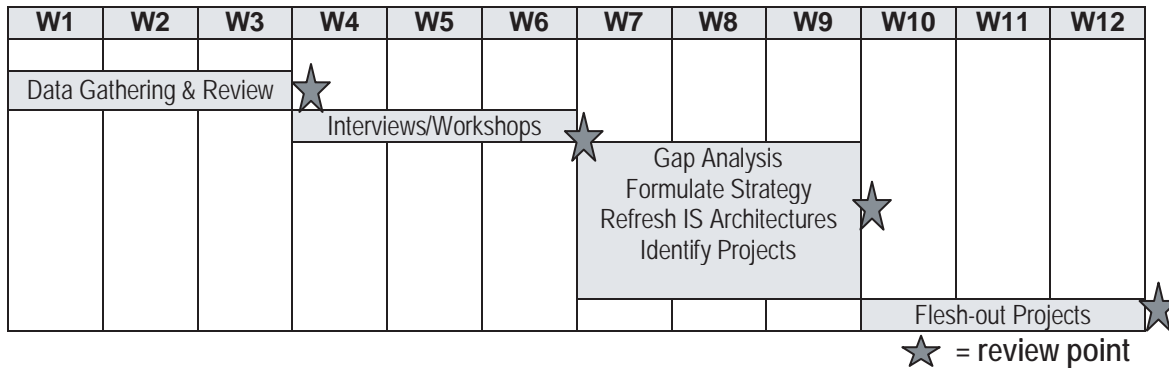 W1 W2 W3 W4 W5 W6 W7 W8 W9 W10 W11 W12
Data Gathering & Review
Interviews/Workshops
Gap Analysis
Formulate Strategy
Refresh IS Architectures
Identify Projects
Flesh-out Projects
= review point